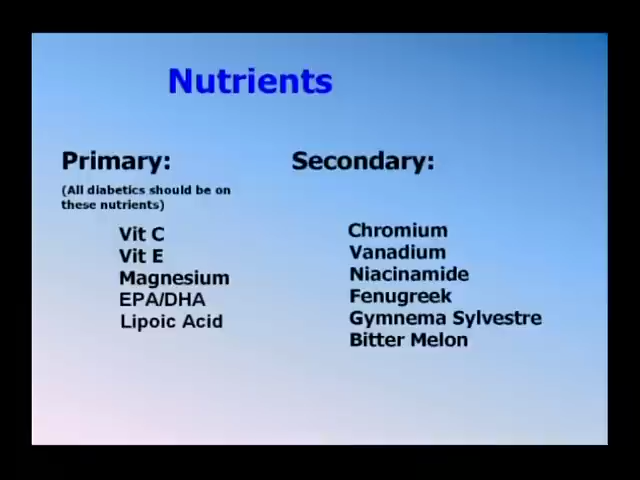 Nutrients
Primary:
(All diabetics should be on
these nutrients)
Vit C
Vit E
Magnesium
EPA/DHA
Lipoic Acid
Secondary:
Chromium
Vanadium
Niacinamide
Fenugreek
Gymnema Sylvestre
Bitter Melon